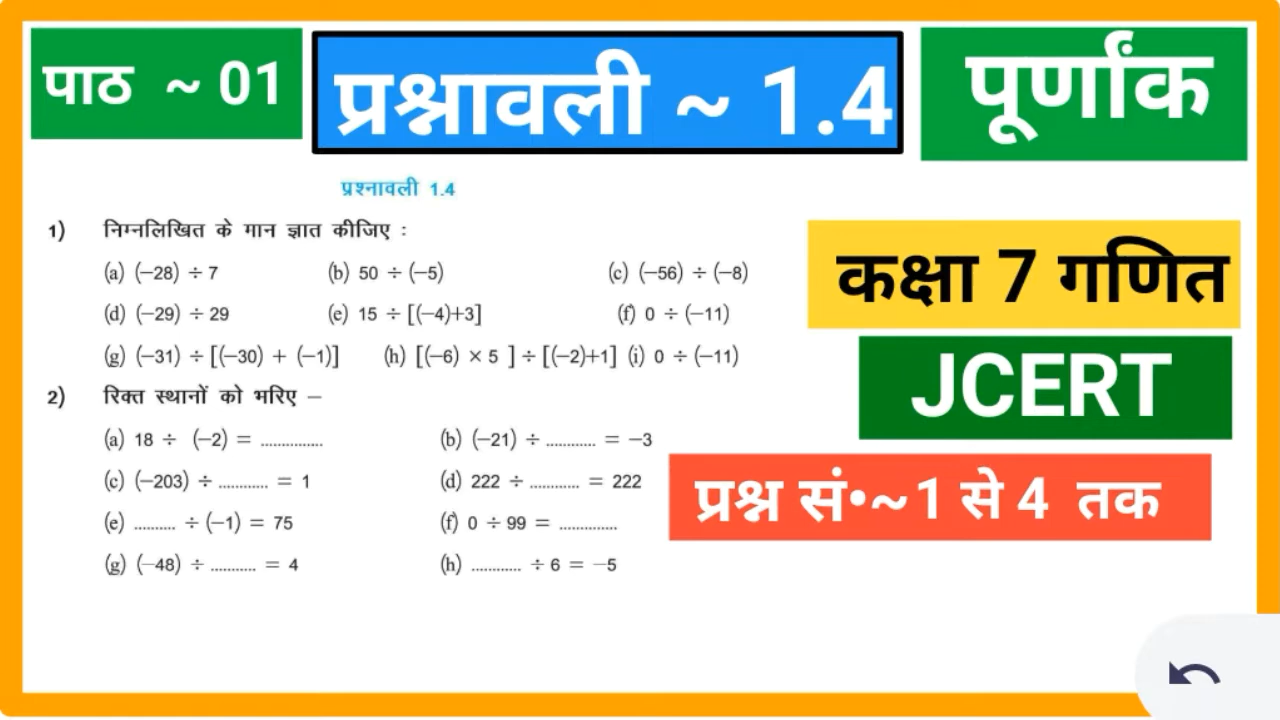 पाठ ~ 01
प्रश्नावली ~ 1.4
पूर्णांक
प्रश्नावली 1.4
1) निम्नलिखित के गान ज्ञात कीजिए :
(a) (−28) ÷ 7 (b) 50 ÷ (−5) (c) (−56) ÷ (−8)
(d) (−29) ÷ 29 (e) 15 ÷ [(−4)+3] (f) 0 ÷ (−11)
(g) (−31) ÷ [(−30) + (−1)] (h) [(−6) × 5 ] ÷ [(−2)+1] (i) 0 ÷ (−11)
2) रिक्त स्थानों को भरिए –
(a) 18 ÷ (−2) = ...............
(b) (−21) ÷ ............ = −3
(c) (−203) ÷ ............ = 1
(d) 222 ÷ ............ = 222
(e) .......... ÷ (−1) = 75
(f) 0 ÷ 99 = ..............
(g) (−48) ÷ ........... = 4
(h) ............ ÷ 6 = −5
कक्षा 7 गणित
JCERT
प्रश्न सं•~1 से 4 तक